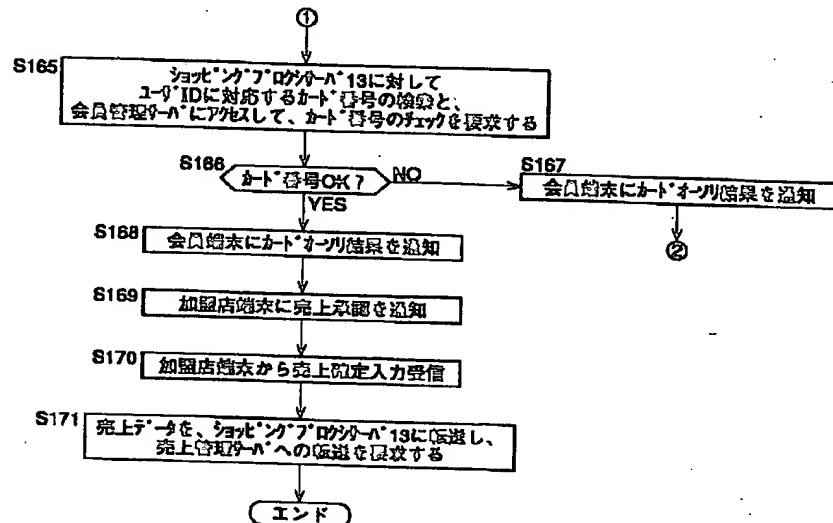 ①
S165
ショッピングプロクシサーバ13に対して
ユーザIDに対応するカード番号の検索と、
会員管理サーバにアクセスして、カード番号のチェックを要求する
S166
カード番号OK?
NO
S167
会員端末にカードオーソリ結果を通知
YES
②
S168
会員端末にカードオーソリ結果を通知
S169
加盟店端末に売上承認を通知
S170
加盟店端末から売上確定入力受信
S171
売上データを、ショッピングプロクシサーバ13に転送し、
売上管理サーバへの転送を要求する
エンド